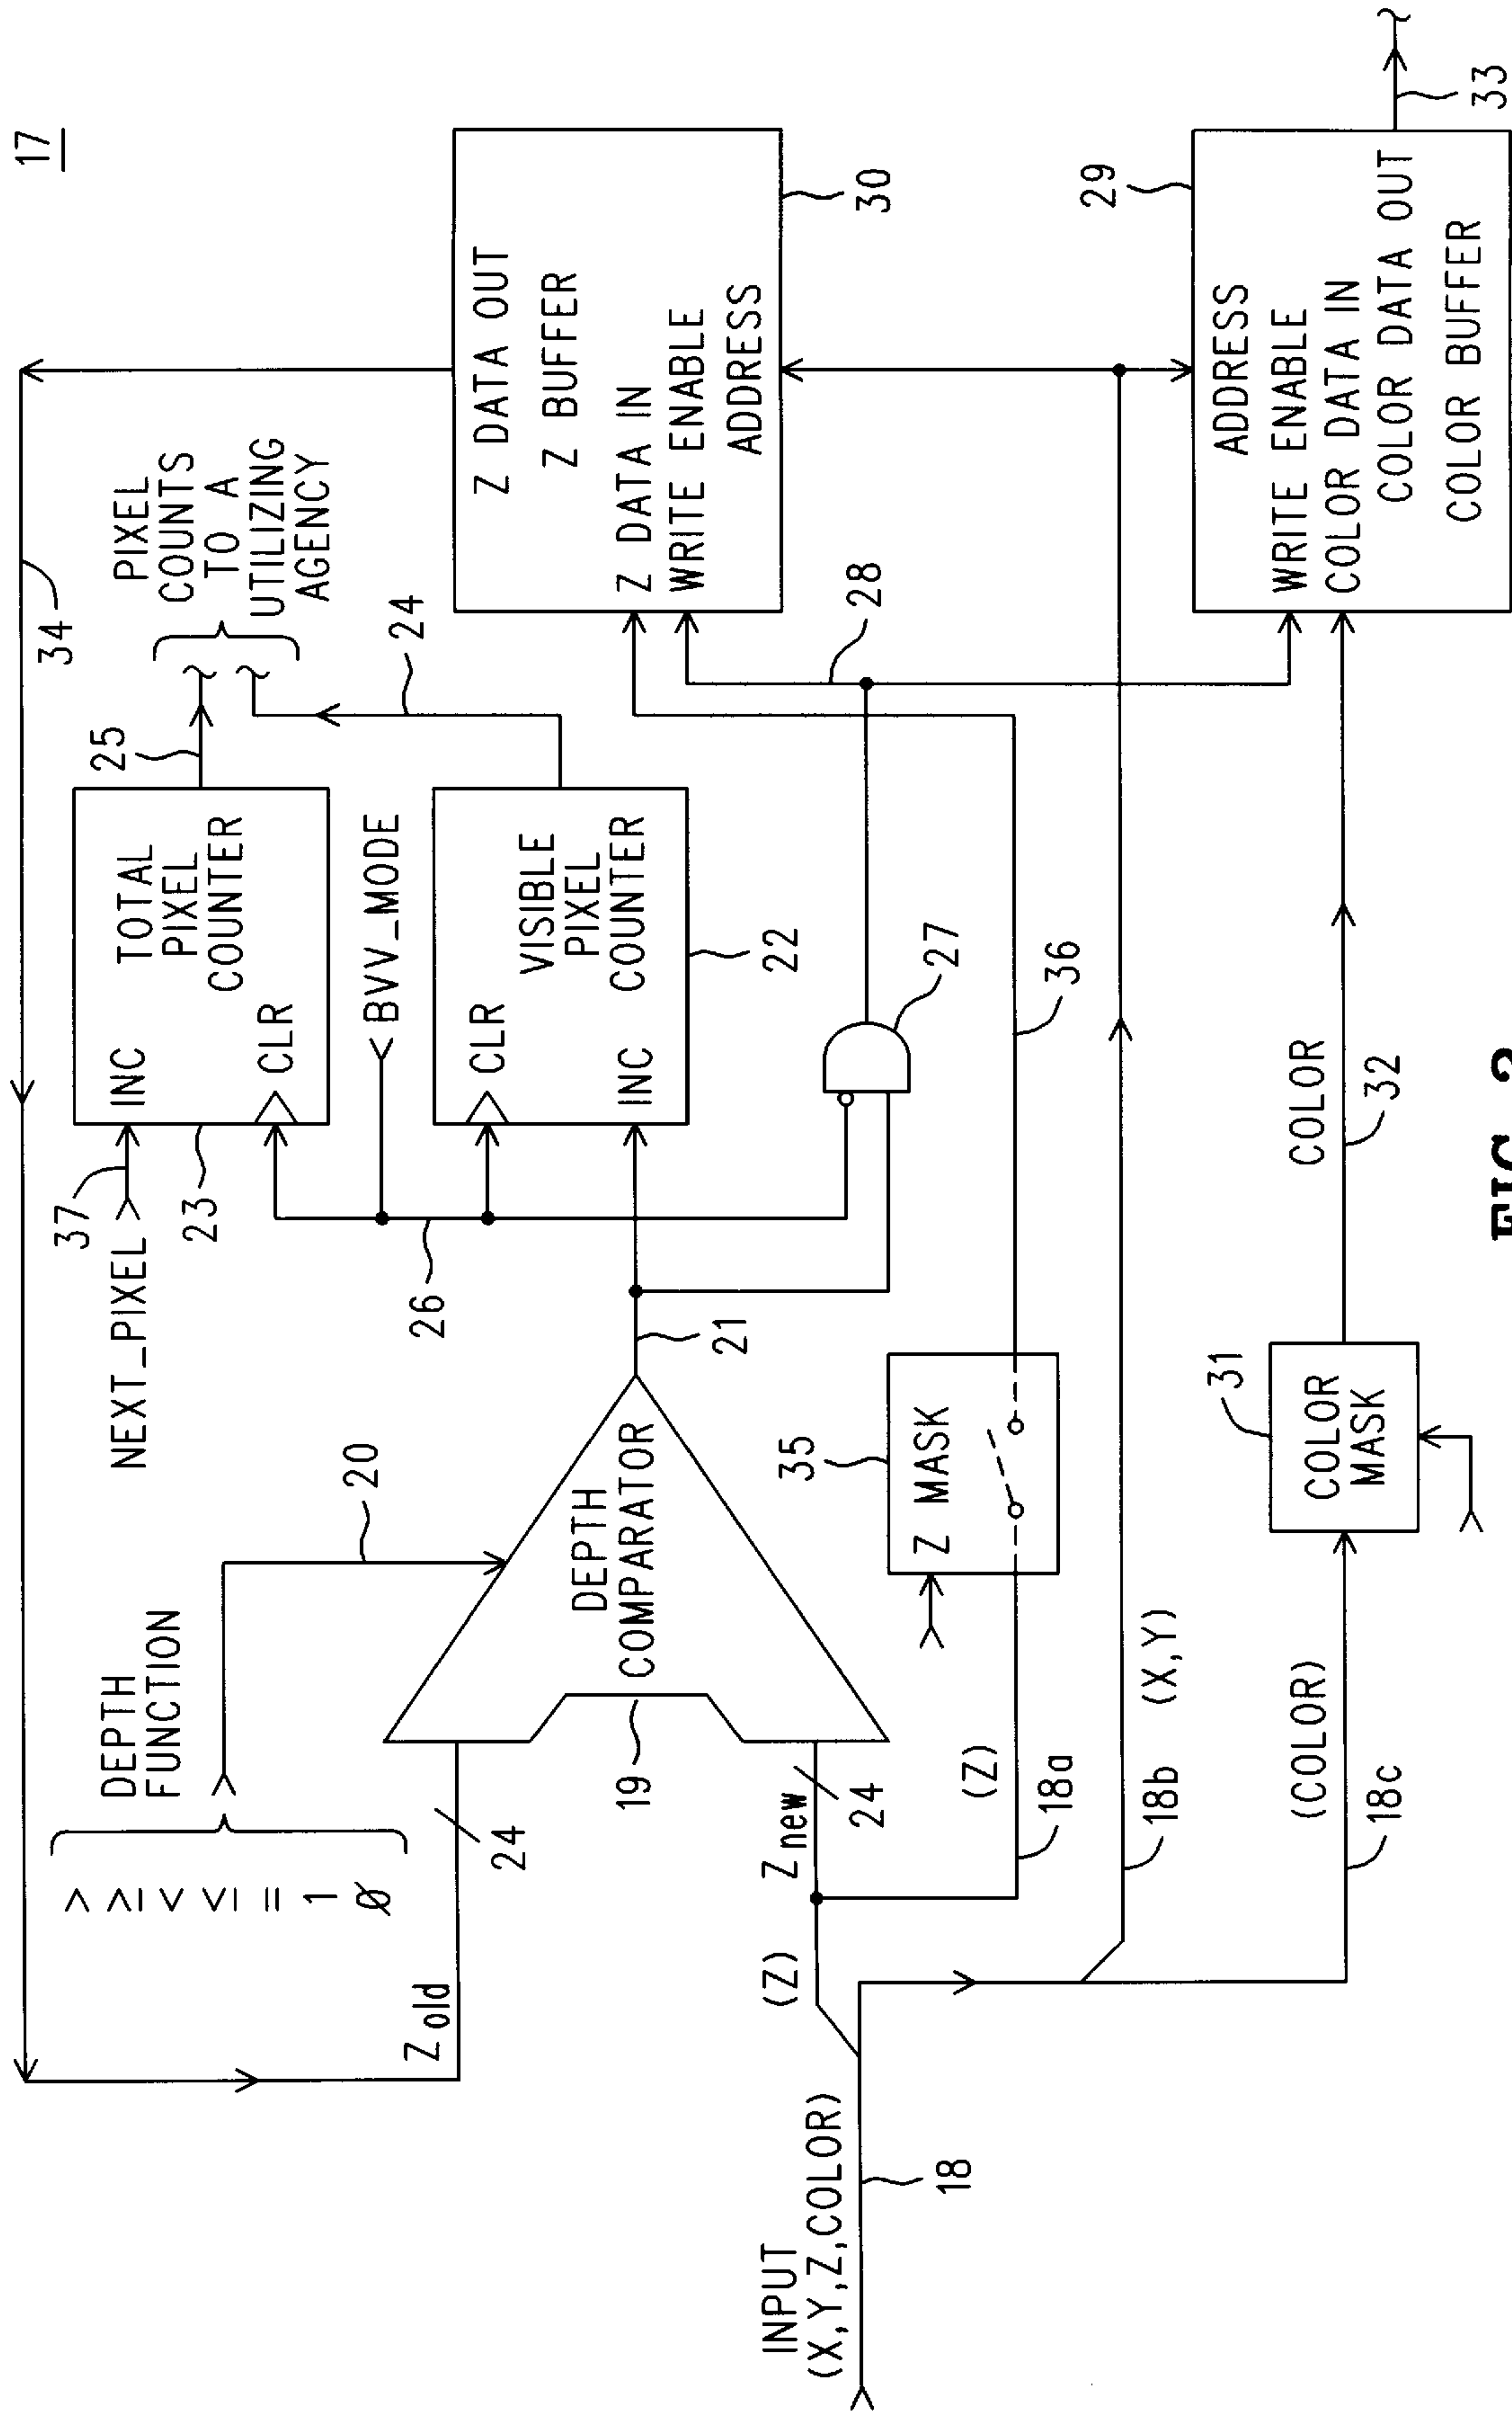 17
34
PIXEL
COUNTS
TO A
UTILIZING
AGENCY
25
24
NEXT_PIXEL
37
23
INC
TOTAL
PIXEL
COUNTER
CLR
BVV_MODE
26
CLR
VISIBLE
PIXEL
COUNTER
INC
22
DEPTH
FUNCTION
>
≥
<
≤
=
1
0
20
Z old
24
DEPTH
COMPARATOR
19
21
Z new
24
(Z)
INPUT
(X,Y,Z,COLOR)
18
(Z)
18a
35
Z MASK
36
27
28
Z DATA OUT
Z BUFFER
Z DATA IN
WRITE ENABLE
ADDRESS
30
18b
(X,Y)
(COLOR)
18c
31
COLOR
MASK
COLOR
32
29
ADDRESS
WRITE ENABLE
COLOR DATA IN
COLOR DATA OUT
COLOR BUFFER
33